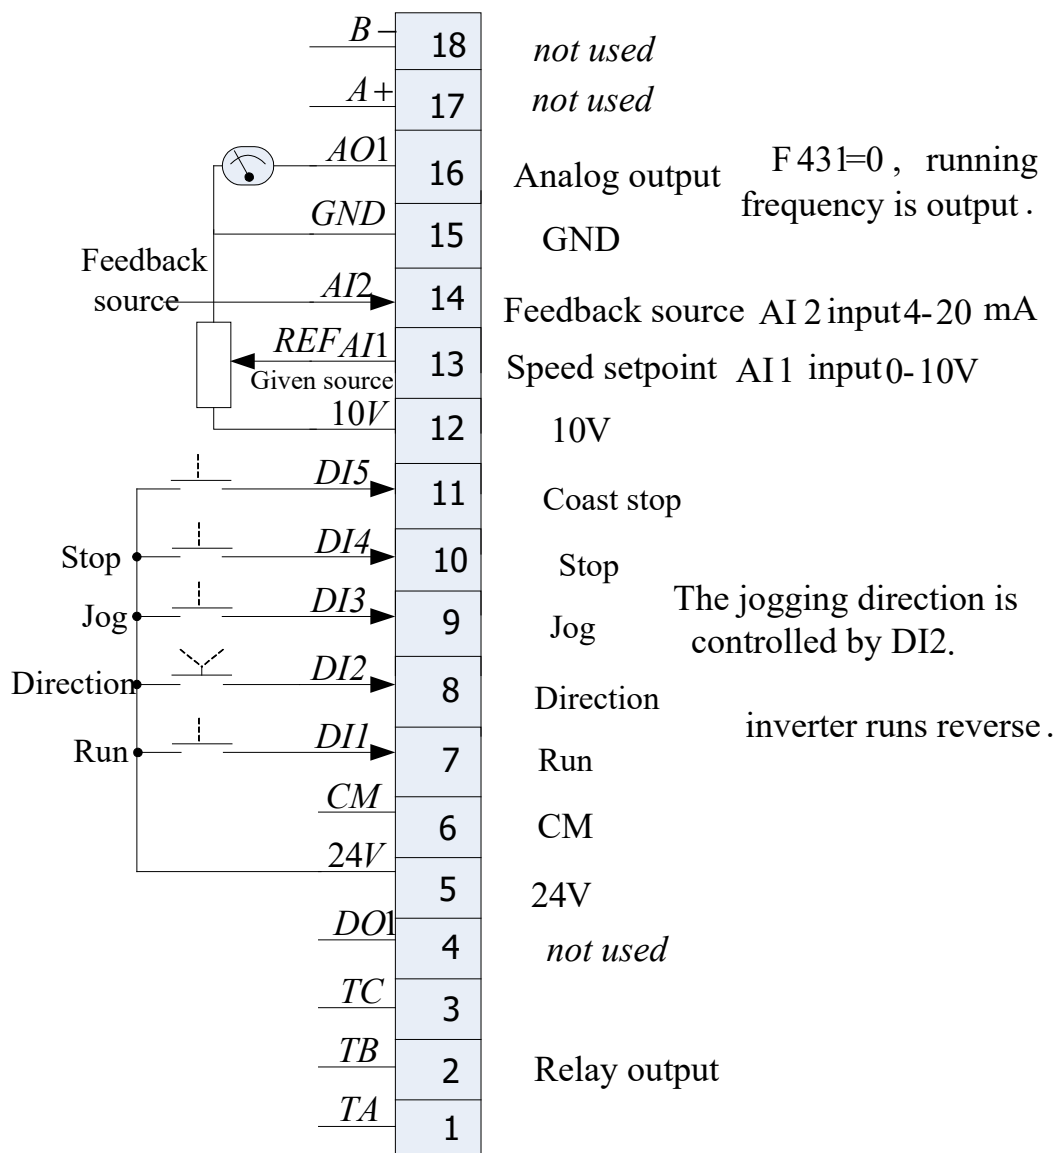 B− 18 not used
A+ 17 not used
AO1 16 Analog output F431=0, running
frequency is output.
GND 15 GND
Feedback
source AI2 14 Feedback source AI2 input 4-20 mA
REF AI1 13 Speed setpoint AI1 input 0-10V
Given source
10V 12 10V
DI5 11 Coast stop
Stop DI4 10 Stop
Jog DI3 9 Jog The jogging direction is
controlled by DI2.
Direction DI2 8 Direction
inverter runs reverse.
Run DI1 7 Run
CM 6 CM
24V 5 24V
DO1 4 not used
TC 3
TB 2 Relay output
TA 1